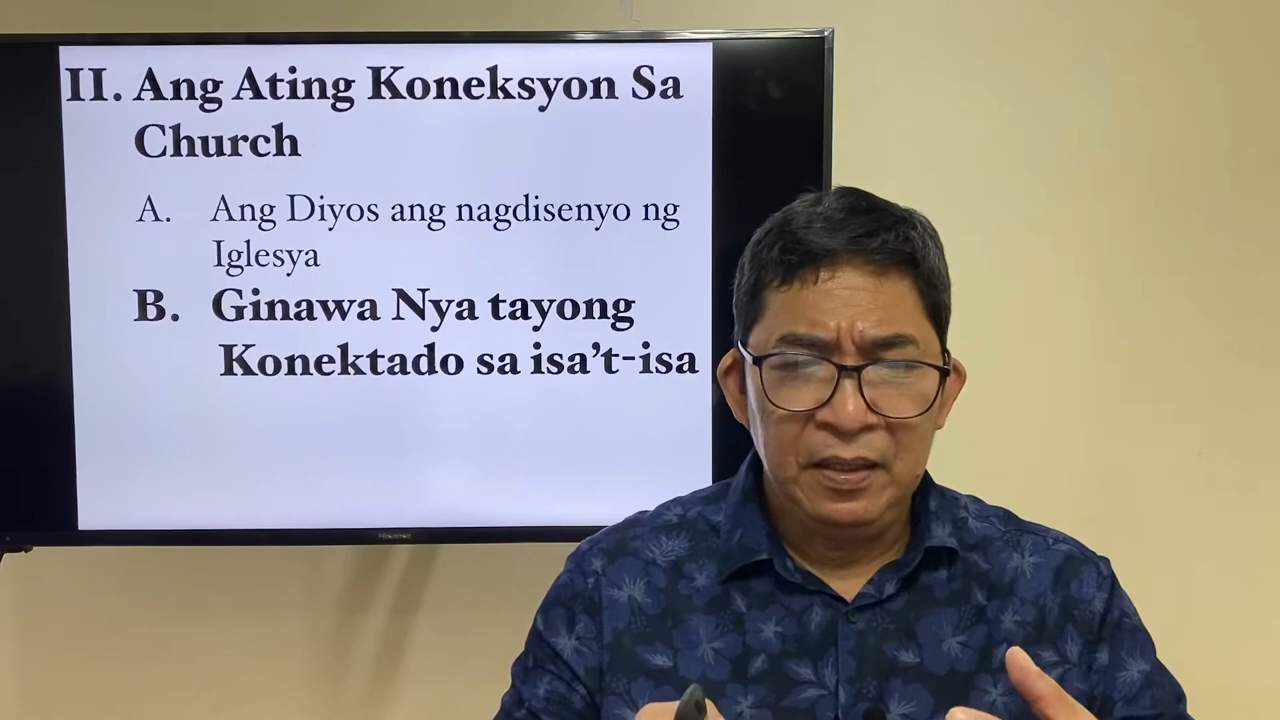 II. Ang Ating Koneksyon Sa
Church
A. Ang Diyos ang nagdisenyo ng
Iglesya
B. Ginawa Nya tayong
Konektado sa isa't-isa
Hisense